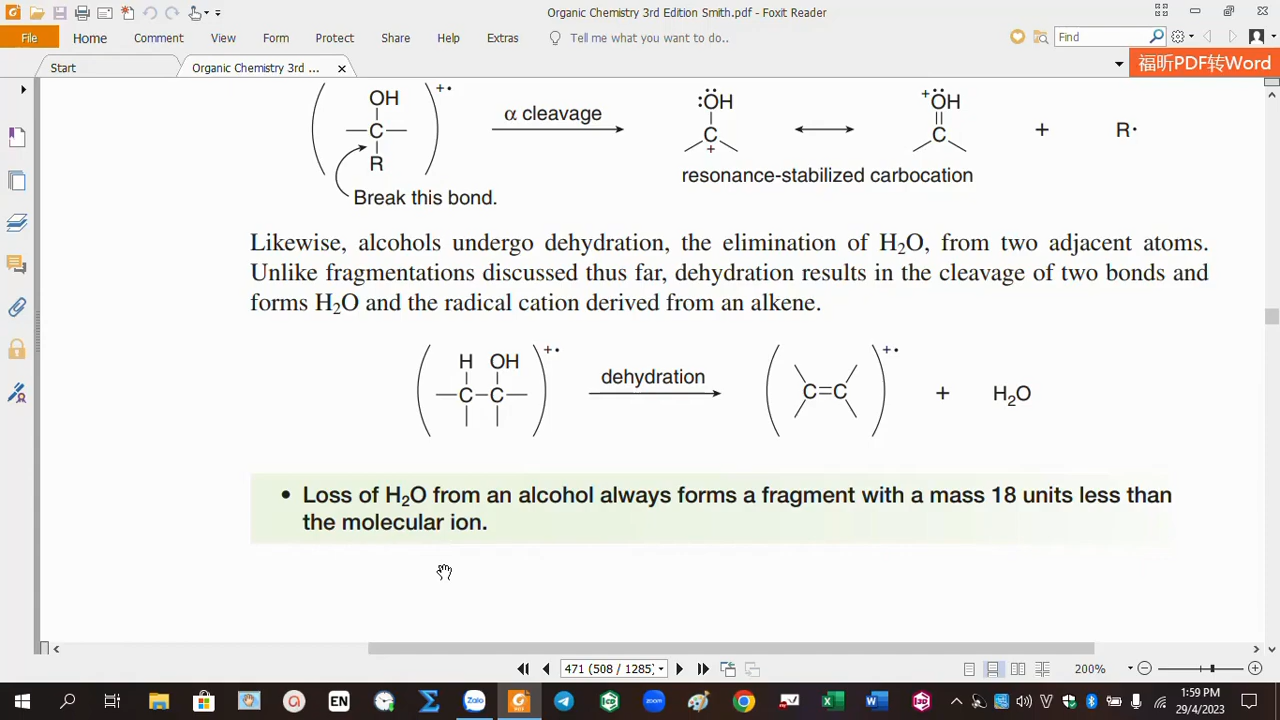 Organic Chemistry 3rd Edition Smith.pdf - Foxit Reader
File Home Comment View Form Protect Share Help Extras Tell me what you want to do.. Find
Start Organic Chemistry 3rd ... 福昕PDF转Word
OH
C
R
+•
α cleavage
:ÖH
C
+
+ÖH
C
+ R•
resonance-stabilized carbocation
Break this bond.
Likewise, alcohols undergo dehydration, the elimination of H₂O, from two adjacent atoms.
Unlike fragmentations discussed thus far, dehydration results in the cleavage of two bonds and
forms H₂O and the radical cation derived from an alkene.
H OH
C C
+•
dehydration
C=C
+•
+ H₂O
• Loss of H₂O from an alcohol always forms a fragment with a mass 18 units less than
the molecular ion.
471 (508 / 1285) 200%
EN Zalo PDF zoom V 1:59 PM
29/4/2023